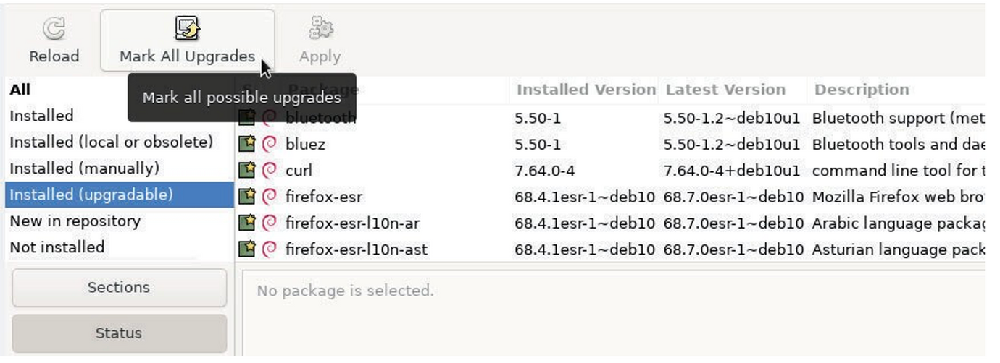 Reload
Mark All Upgrades
Apply
Mark all possible upgrades
All
Installed
Installed (local or obsolete)
Installed (manually)
Installed (upgradable)
New in repository
Not installed
Sections
Status
S Package Installed Version Latest Version Description
bluetooth 5.50-1 5.50-1.2~deb10u1 Bluetooth support (met
bluez 5.50-1 5.50-1.2~deb10u1 Bluetooth tools and dae
curl 7.64.0-4 7.64.0-4+deb10u1 command line tool for t
firefox-esr 68.4.1esr-1~deb10 68.7.0esr-1~deb10 Mozilla Firefox web bro
firefox-esr-l10n-ar 68.4.1esr-1~deb10 68.7.0esr-1~deb10 Arabic language packag
firefox-esr-l10n-ast 68.4.1esr-1~deb10 68.7.0esr-1~deb10 Asturian language pack
No package is selected.